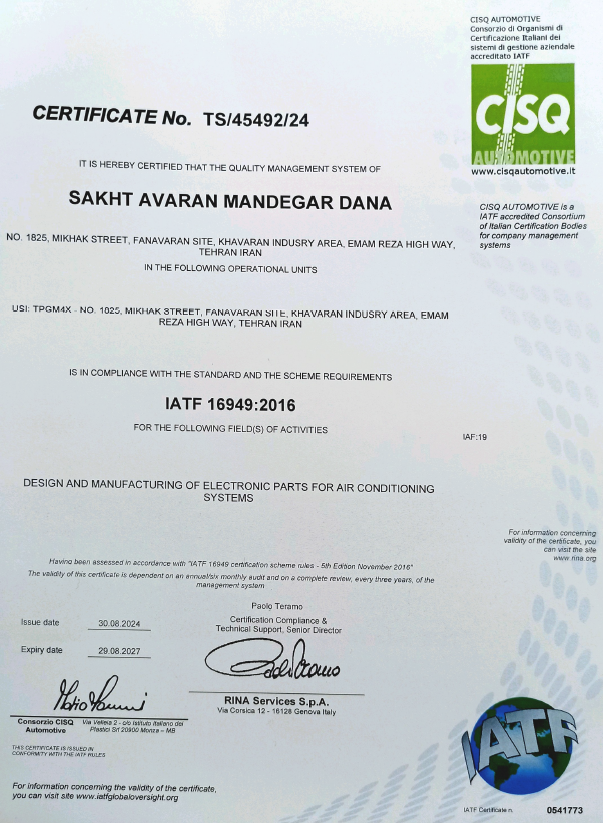 CISQ AUTOMOTIVE
Consorzio di Organismi di
Certificazione Italiani dei
sistemi di gestione aziendale
accreditato IATF
CISQ
AUTOMOTIVE
www.cisqautomotive.it
CERTIFICATE No. TS/45492/24
IT IS HEREBY CERTIFIED THAT THE QUALITY MANAGEMENT SYSTEM OF
SAKHT AVARAN MANDEGAR DANA
CISQ AUTOMOTIVE is a
IATF accredited Consortium
of Italian Certification Bodies
for company management
systems
NO. 1825, MIKHAK STREET, FANAVARAN SITE, KHAVARAN INDUSRY AREA, EMAM REZA HIGH WAY,
TEHRAN IRAN
IN THE FOLLOWING OPERATIONAL UNITS
USI: TPGM4X - NO. 1025, MIKHAK STREET, FANAVARAN SITE, KHAVARAN INDUSRY AREA, EMAM
REZA HIGH WAY, TEHRAN IRAN
IS IN COMPLIANCE WITH THE STANDARD AND THE SCHEME REQUIREMENTS
IATF 16949:2016
FOR THE FOLLOWING FIELD(S) OF ACTIVITIES
IAF:19
DESIGN AND MANUFACTURING OF ELECTRONIC PARTS FOR AIR CONDITIONING
SYSTEMS
For information concerning
validity of the certificate, you
can visit the site
www.rina.org
Having been assessed in accordance with "IATF 16949 certification scheme rules - 5th Edition November 2016"
The validity of this certificate is dependent on an annual/six monthly audit and on a complete review, every three years, of the
management system
Paolo Teramo
Certification Compliance &
Technical Support, Senior Director
Issue date 30.08.2024
Expiry date 29.08.2027
RINA Services S.p.A.
Via Corsica 12 - 16128 Genova Italy
Consorzio CISQ
Automotive
Via Velleia 2 - c/o Istituto Italiano dei
Plastici Srl 20900 Monza – MB
THIS CERTIFICATE IS ISSUED IN
CONFORMITY WITH THE IATF RULES
IATF
For information concerning the validity of the certificate,
you can visit www.iatfglobaloversight.org
IATF Certificate n. 0541773